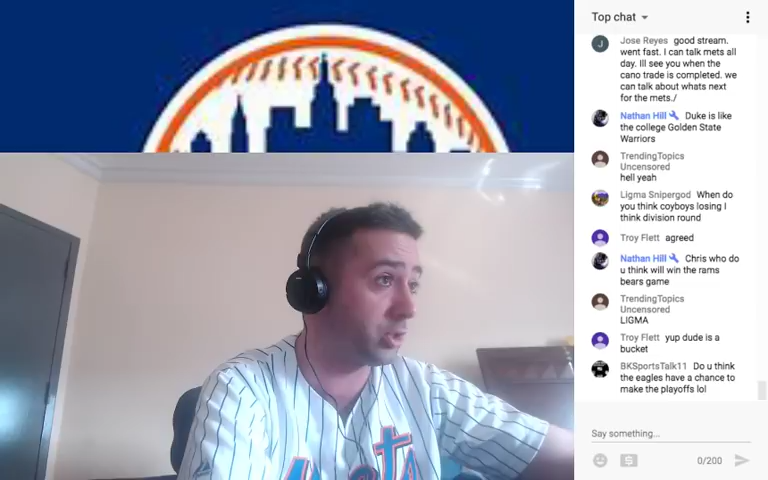 Top chat
Jose Reyes good stream.
went fast. I can talk mets all
day. Ill see you when the
cano trade is completed. we
can talk about whats next
for the mets./
Nathan Hill Duke is like
the college Golden State
Warriors
TrendingTopics
Uncensored
hell yeah
Ligma Snipergod When do
you think coyboys losing I
think division round
Troy Flett agreed
Nathan Hill Chris who do
u think will win the rams
bears game
TrendingTopics
Uncensored
LIGMA
Troy Flett yup dude is a
bucket
BKSportsTalk11 Do u think
the eagles have a chance to
make the playoffs lol
Say something...
0/200
J
Mets